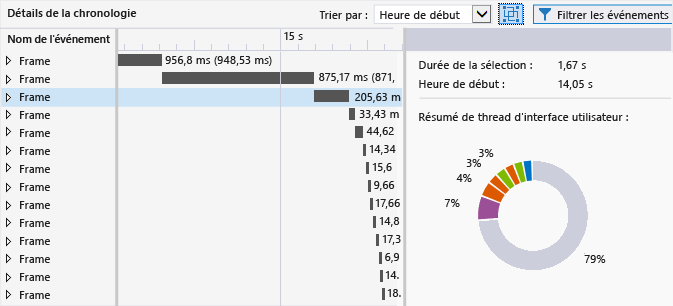 Détails de la chronologie
Trier par : Heure de début Filtrer les événements
Nom de l'événement
15 s
Frame 956,8 ms (948,53 ms)
Frame 875,17 ms (871,
Frame 205,63 m
Frame 33,43 m
Frame 44,62
Frame 14,34
Frame 15,6
Frame 9,66
Frame 17,66
Frame 14,8
Frame 17,3
Frame 6,9
Frame 14.
Frame 18.
Durée de la sélection : 1,67 s
Heure de début : 14,05 s
Résumé de thread d'interface utilisateur :
3%
3%
4%
7%
79%